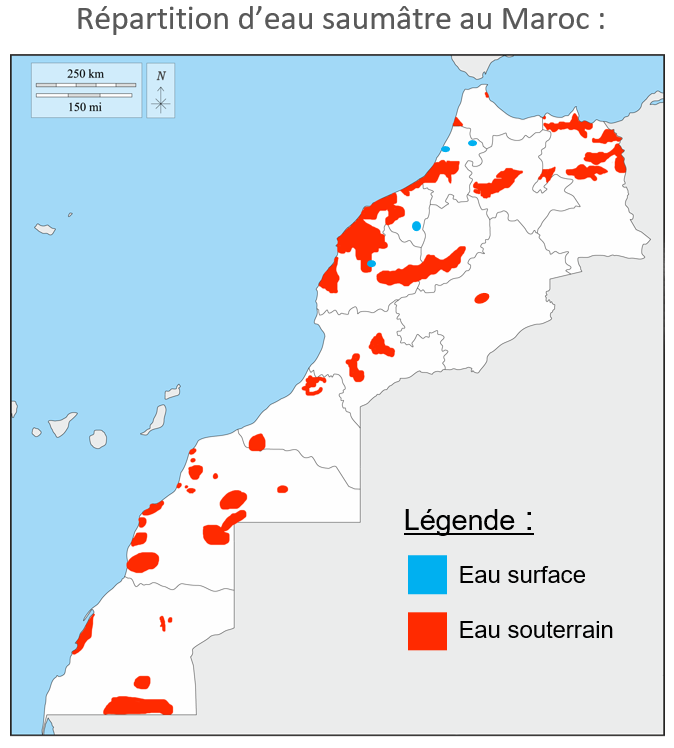 Répartition d’eau saumâtre au Maroc :
250 km
150 mi
N
Légende :
Eau surface
Eau souterrain